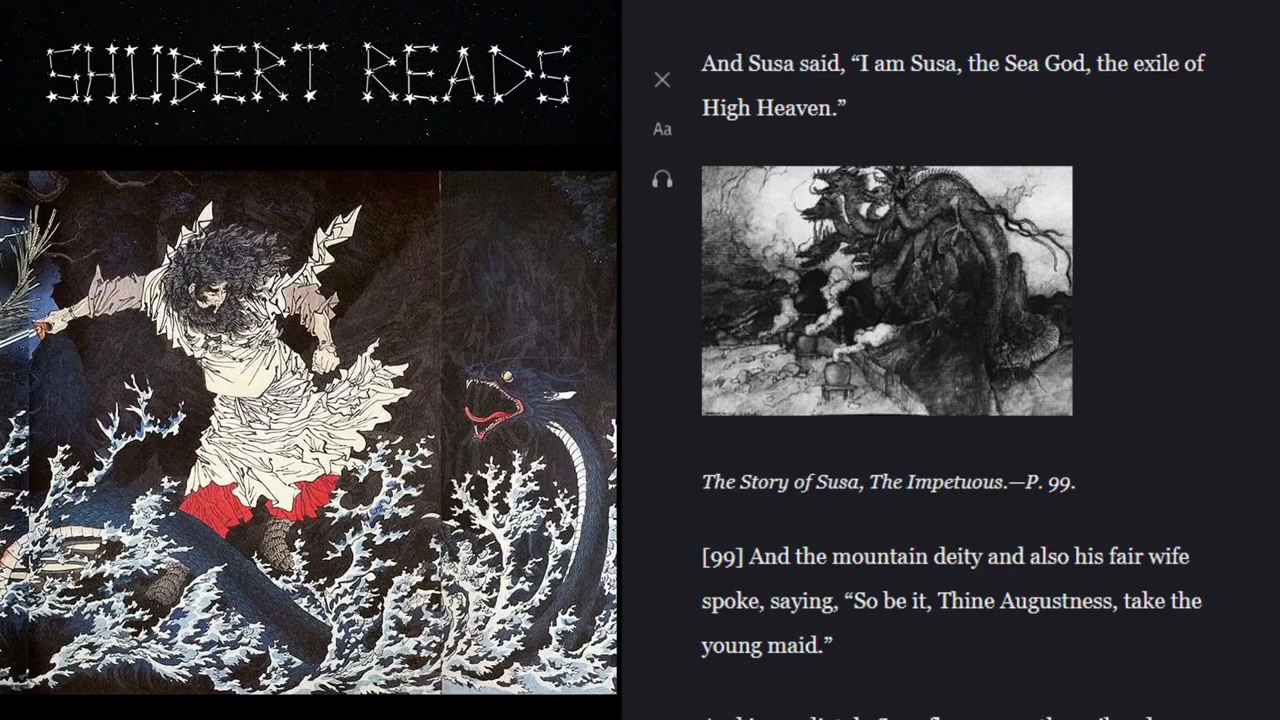 SHUBERT READS
And Susa said, “I am Susa, the Sea God, the exile of
High Heaven.”
Aa
The Story of Susa, The Impetuous.—P. 99.
[99] And the mountain deity and also his fair wife
spoke, saying, “So be it, Thine Augustness, take the
young maid.”